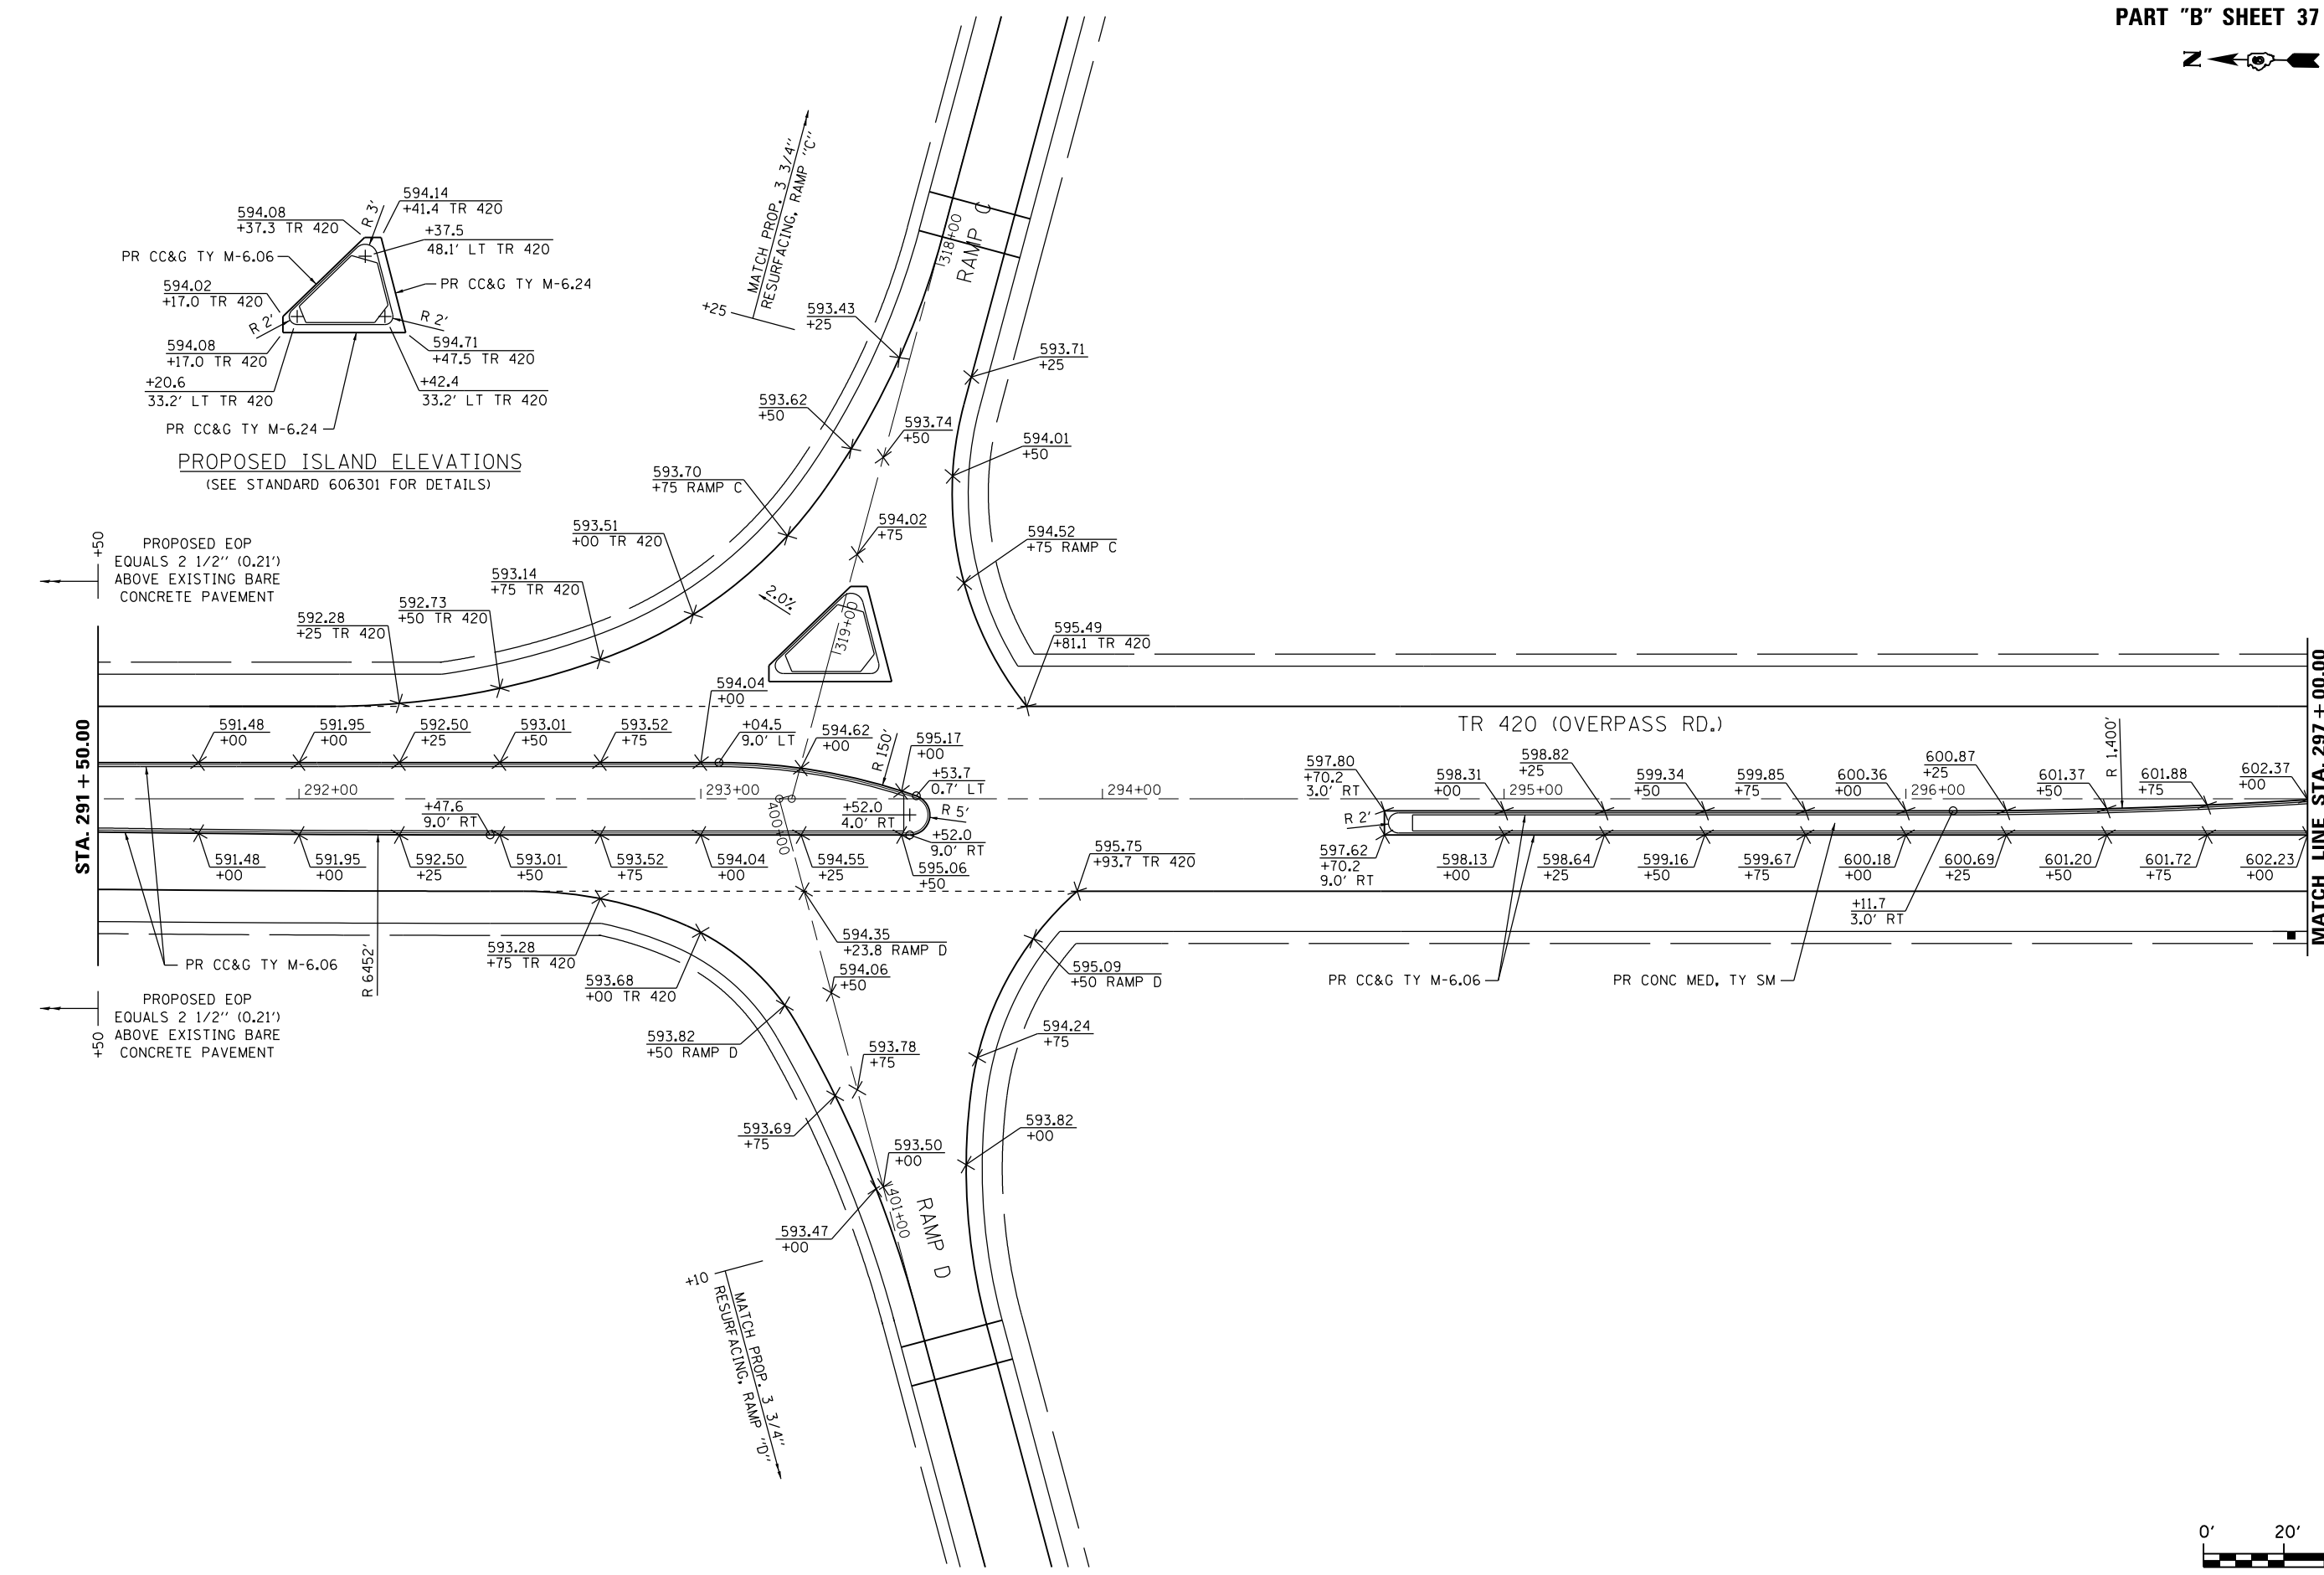 PART "B" SHEET 37
N
594.14
+41.4 TR 420
R 3'
594.08
+37.3 TR 420
+37.5
48.1' LT TR 420
PR CC&G TY M-6.06
PR CC&G TY M-6.24
594.02
+17.0 TR 420
R 2'
R 2'
594.08
+17.0 TR 420
594.71
+47.5 TR 420
+20.6
33.2' LT TR 420
+42.4
33.2' LT TR 420
PR CC&G TY M-6.24
PROPOSED ISLAND ELEVATIONS
(SEE STANDARD 606301 FOR DETAILS)
MATCH PROP. 3 3/4"
RESURFACING, RAMP "C"
+25
318+00
RAMP C
593.43
+25
593.71
+25
593.62
+50
593.74
+50
594.01
+50
593.70
+75 RAMP C
594.02
+75
594.52
+75 RAMP C
593.51
+00 TR 420
593.14
+75 TR 420
592.73
+50 TR 420
592.28
+25 TR 420
2.0%
319+00
595.49
+81.1 TR 420
+50
PROPOSED EOP
EQUALS 2 1/2" (0.21')
ABOVE EXISTING BARE
CONCRETE PAVEMENT
STA. 291+50.00
591.48
+00
591.95
+00
592.50
+25
593.01
+50
593.52
+75
594.04
+00
+04.5
9.0' LT
594.62
+00
R 150'
595.17
+00
+53.7
0.7' LT
TR 420 (OVERPASS RD.)
597.80
+70.2
3.0' RT
598.31
+00
598.82
+25
599.34
+50
599.85
+75
600.36
+00
600.87
+25
601.37
+50
R 1,400'
601.88
+75
602.37
+00
MATCH LINE STA. 297+00.00
292+00
293+00
294+00
295+00
296+00
+47.6
9.0' RT
400+00
+52.0
4.0' RT
R 5'
+52.0
9.0' RT
R 2'
591.48
+00
591.95
+00
592.50
+25
593.01
+50
593.52
+75
594.04
+00
594.55
+25
595.06
+50
595.75
+93.7 TR 420
597.62
+70.2
9.0' RT
598.13
+00
598.64
+25
599.16
+50
599.67
+75
600.18
+00
600.69
+25
601.20
+50
601.72
+75
602.23
+00
+11.7
3.0' RT
PR CC&G TY M-6.06
R 6452'
593.28
+75 TR 420
593.68
+00 TR 420
594.35
+23.8 RAMP D
594.06
+50
595.09
+50 RAMP D
PR CC&G TY M-6.06
PR CONC MED, TY SM
+50
PROPOSED EOP
EQUALS 2 1/2" (0.21')
ABOVE EXISTING BARE
CONCRETE PAVEMENT
593.82
+50 RAMP D
593.78
+75
594.24
+75
593.69
+75
593.50
+00
593.82
+00
593.47
+00
401+00
RAMP D
+10
MATCH PROP. 3 3/4"
RESURFACING, RAMP "D"
0'
20'